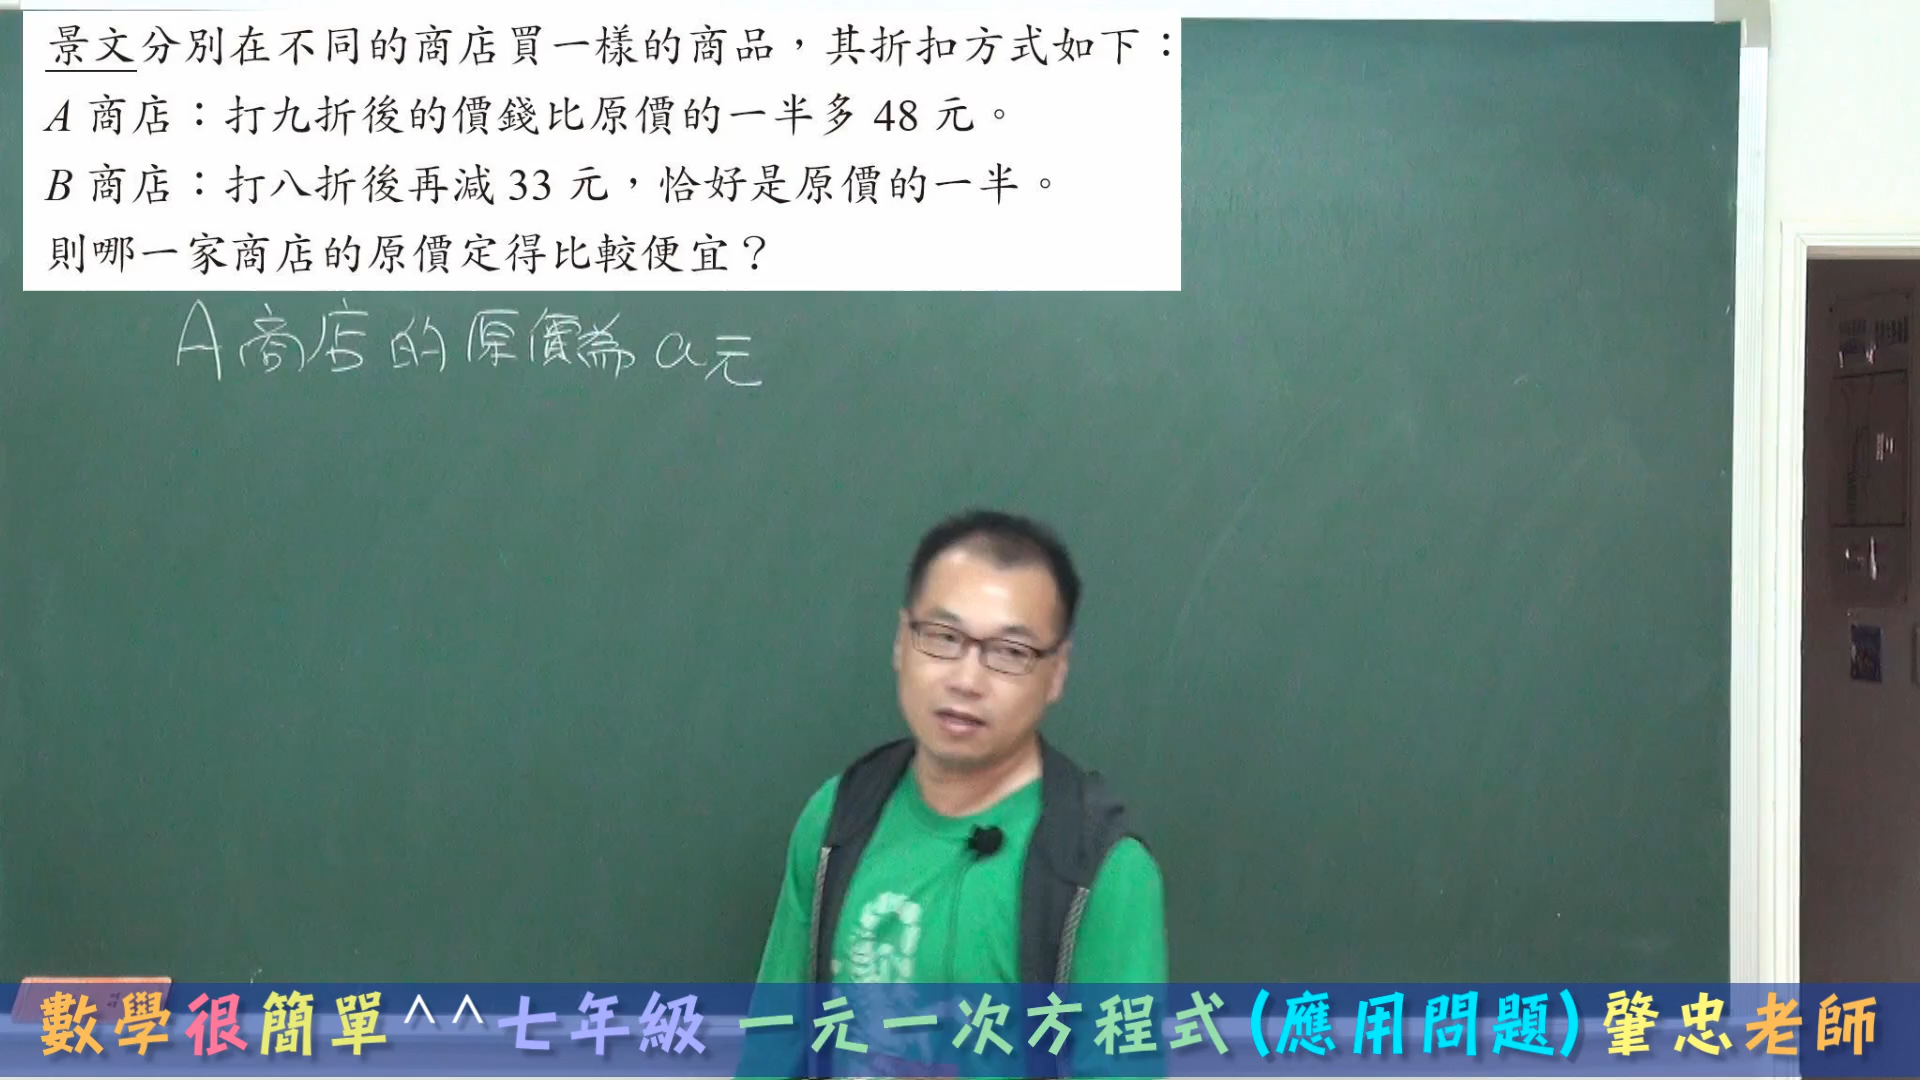 景文分別在不同的商店買一樣的商品，其折扣方式如下：
A 商店：打九折後的價錢比原價的一半多 48 元。
B 商店：打八折後再減 33 元，恰好是原價的一半。
則哪一家商店的原價定得比較便宜？
A商店的原價為a元
數學很簡單^^七年級 一元一次方程式(應用問題)肇忠老師